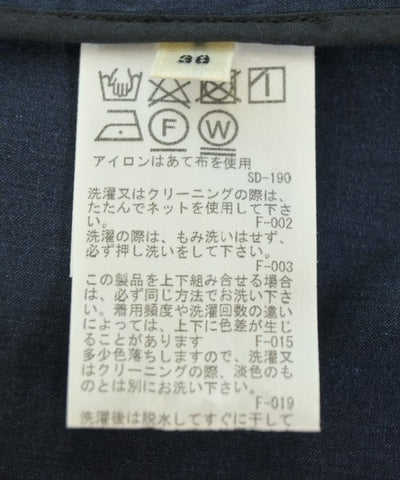 38
F
W
アイロンはあて布を使用
SD-190
洗濯又はクリーニングの際は、
たたんでネットを使用して下さ
い。 F-002
洗濯の際は、もみ洗いはせず、
必ず押し洗いをして下さい。
F-003
この製品を上下組み合せる場合
は、必ず同じ方法でお洗い下さ
い。着用頻度や洗濯回数の違い
によっては、上下に色差が生じ
ることがあります F-015
多少色落ちしますので、洗濯又
はクリーニングの際、淡色のも
のとは別にお洗い下さい。
F-019
洗濯後は脱水してすぐに干して